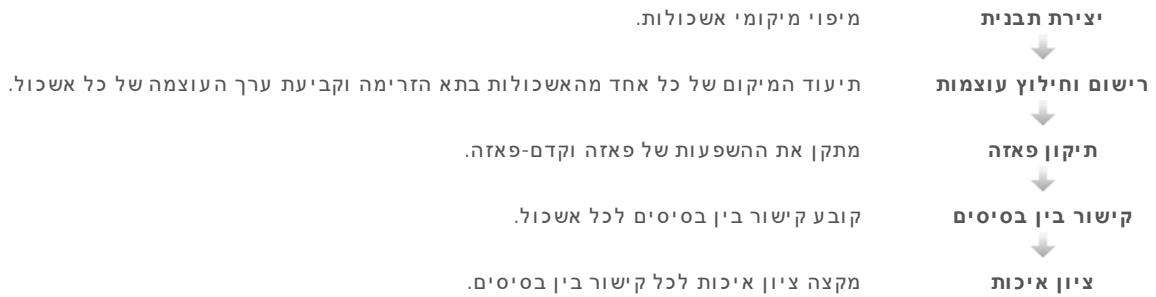 יצירת תבנית מיפוי מיקומי אשכולות.
רישום וחילוץ עוצמות תיעוד המיקום של כל אחד מהאשכולות בתא הזרימה וקביעת ערך העוצמה של כל אשכול.
תיקון פאזה מתקן את ההשפעות של פאזה וקדם-פאזה.
קישור בין בסיסים קובע קישור בין בסיסים לכל אשכול.
ציון איכות מקצה ציון איכות לכל קישור בין בסיסים.